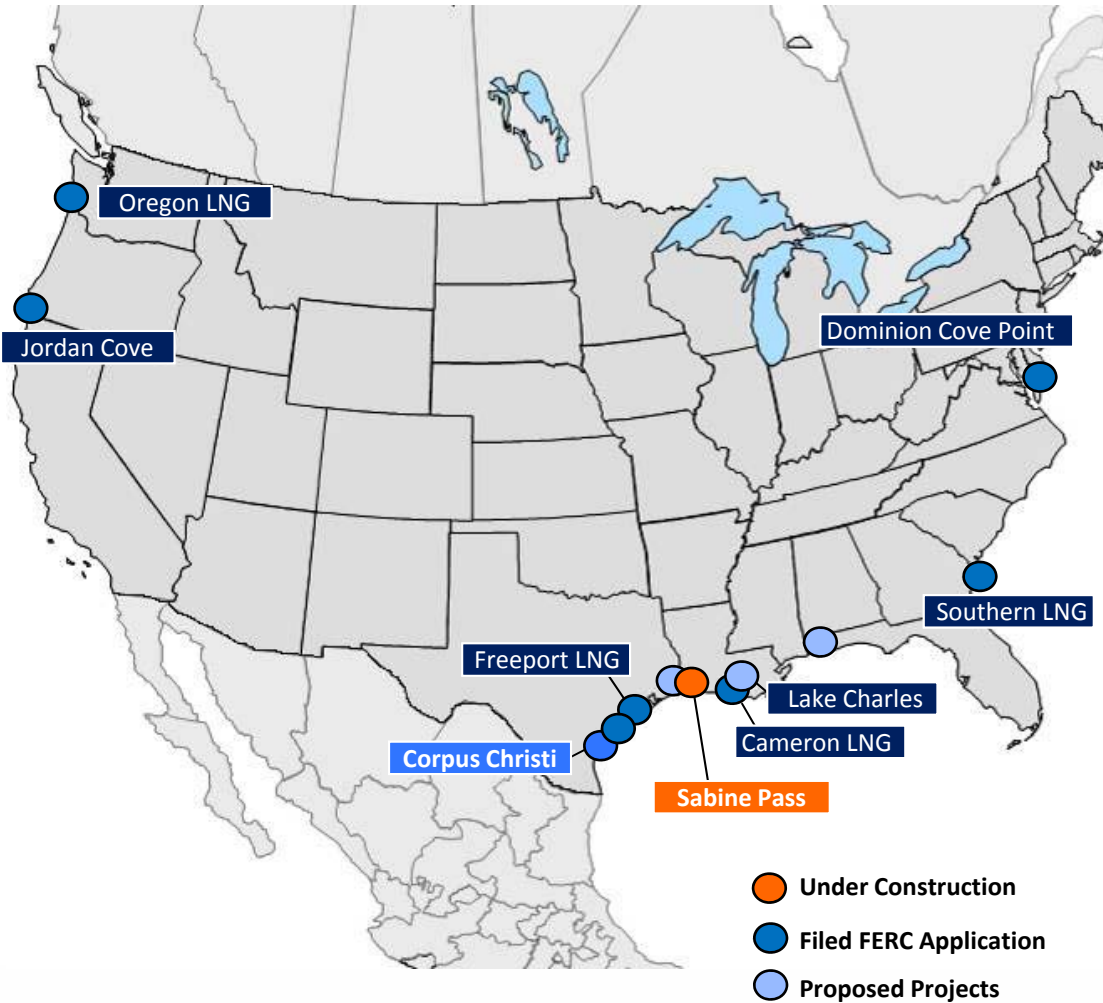 Oregon LNG
Jordan Cove
Dominion Cove Point
Southern LNG
Freeport LNG
Lake Charles
Cameron LNG
Corpus Christi
Sabine Pass
Under Construction
Filed FERC Application
Proposed Projects